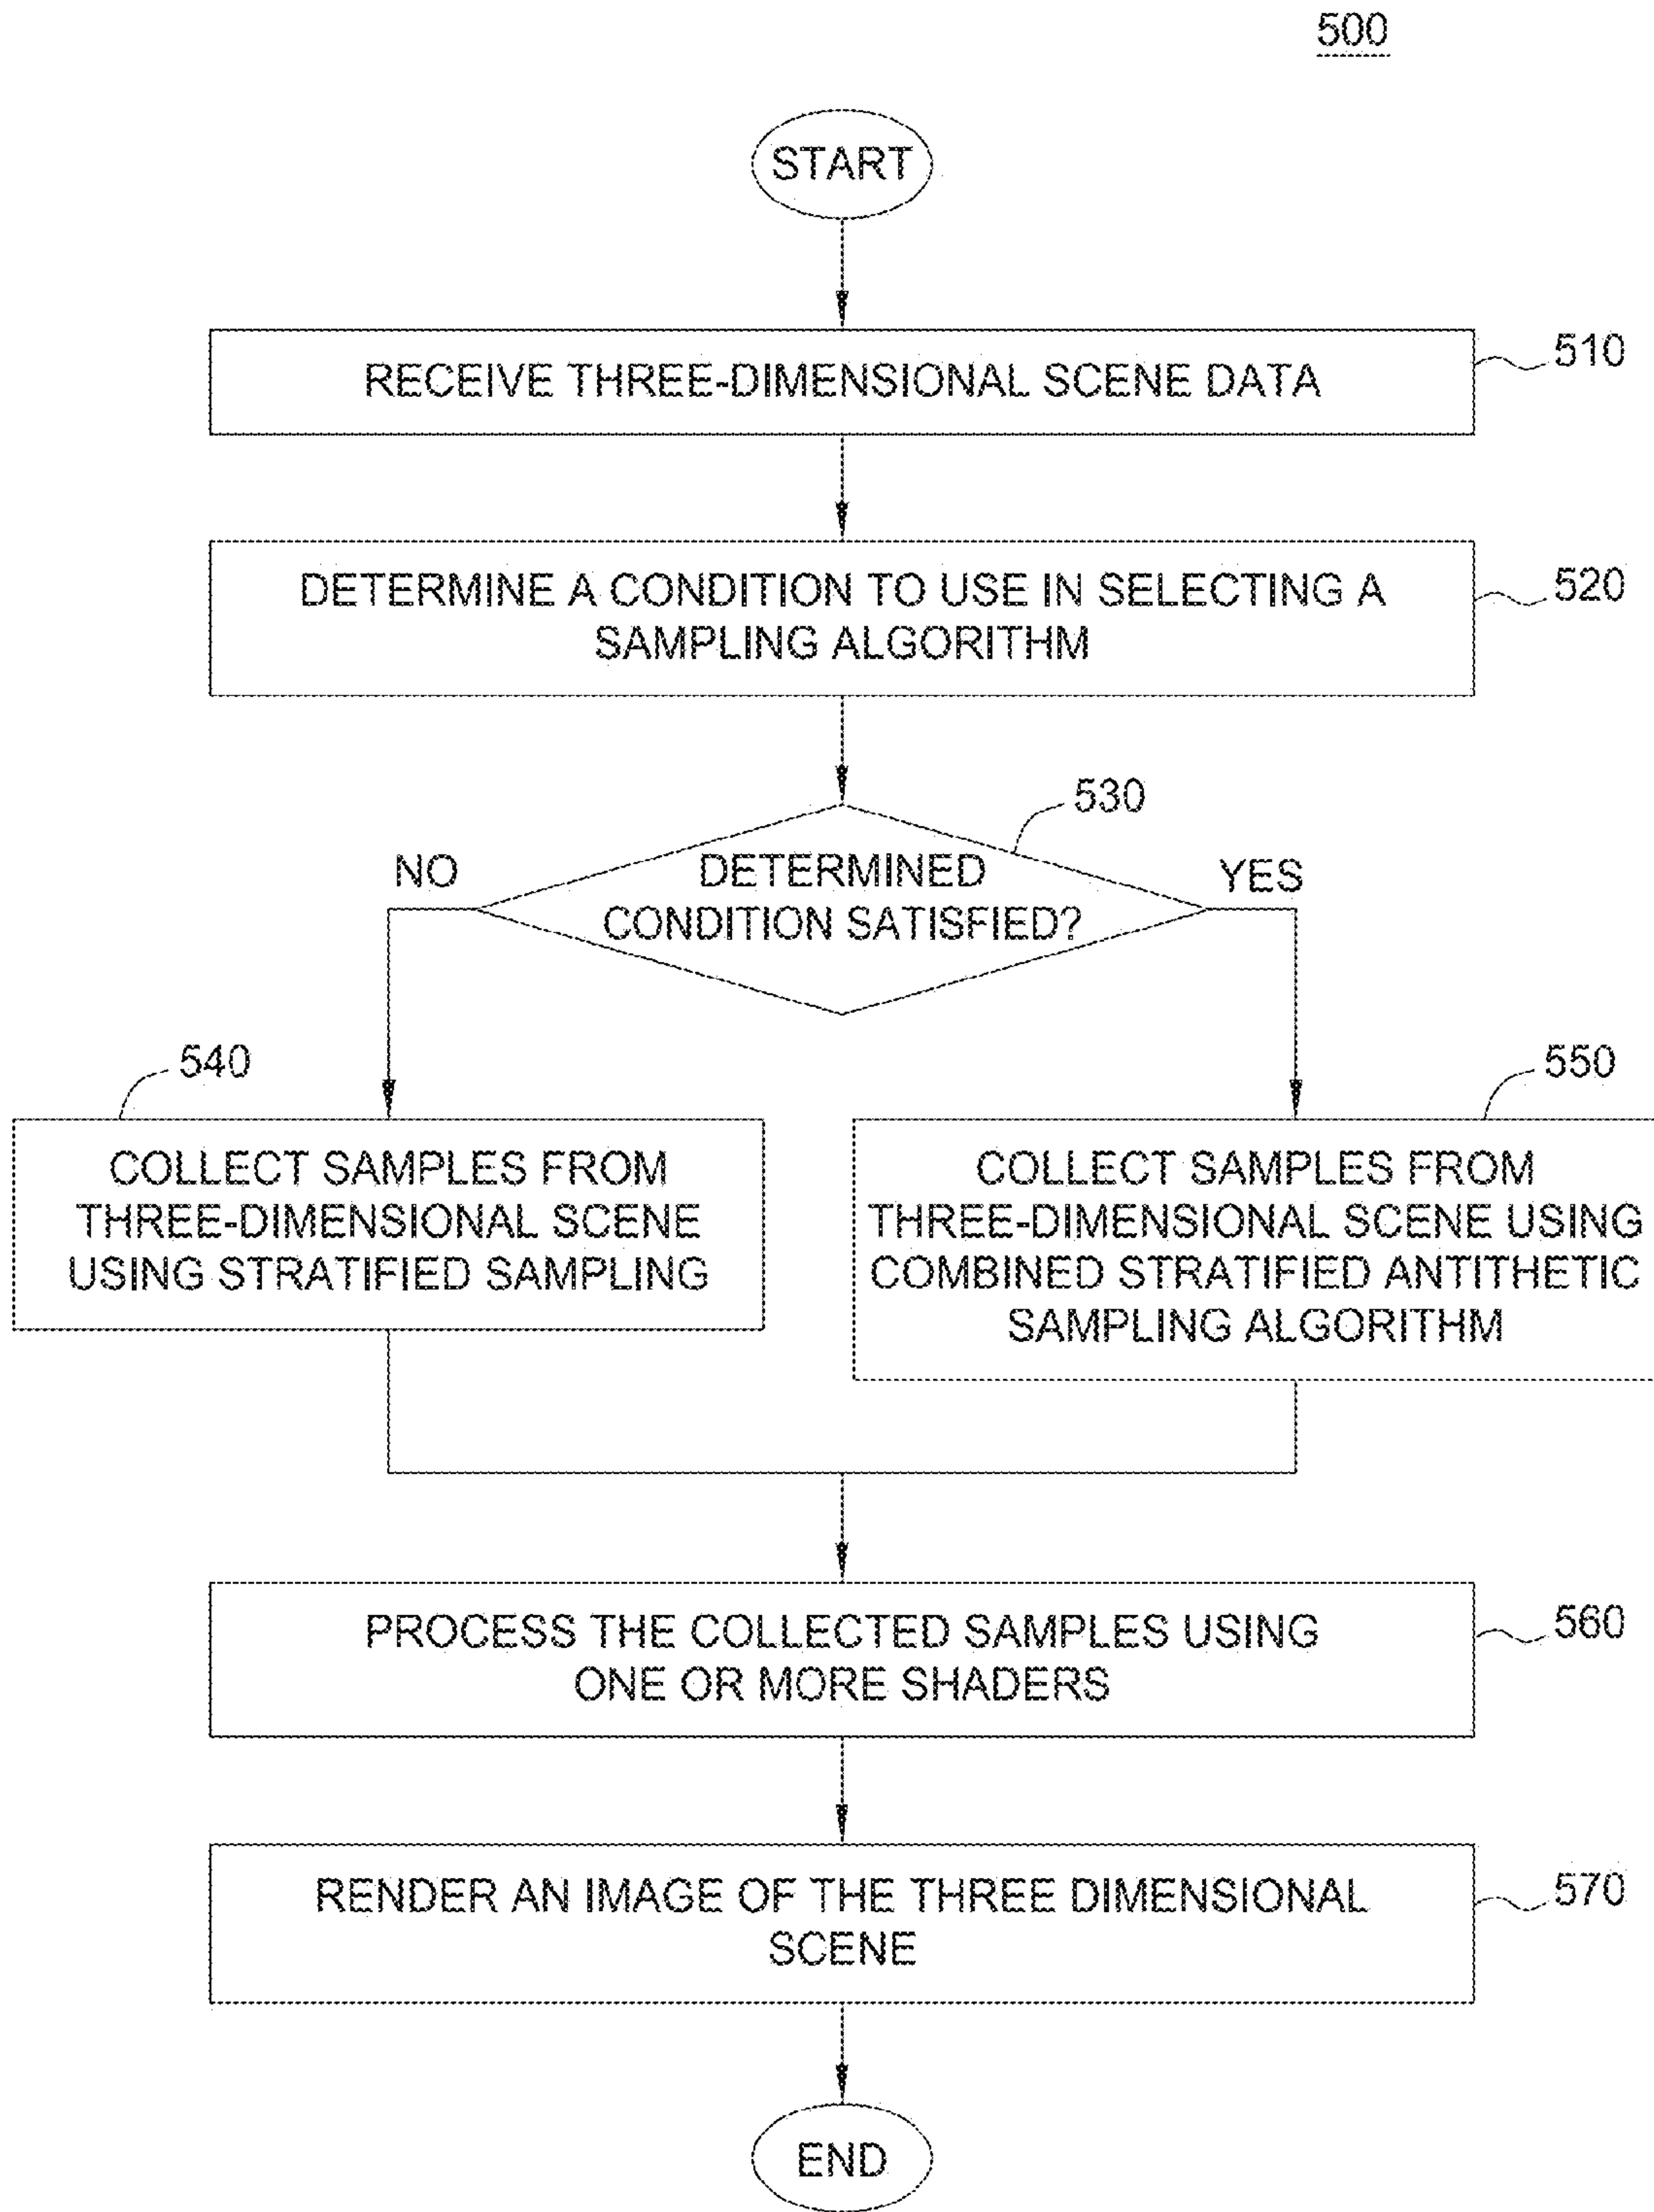 500
START
RECEIVE THREE-DIMENSIONAL SCENE DATA
510
DETERMINE A CONDITION TO USE IN SELECTING A
SAMPLING ALGORITHM
520
530
NO
DETERMINED
CONDITION SATISFIED?
YES
540
COLLECT SAMPLES FROM
THREE-DIMENSIONAL SCENE
USING STRATIFIED SAMPLING
550
COLLECT SAMPLES FROM
THREE-DIMENSIONAL SCENE USING
COMBINED STRATIFIED ANTITHETIC
SAMPLING ALGORITHM
PROCESS THE COLLECTED SAMPLES USING
ONE OR MORE SHADERS
560
RENDER AN IMAGE OF THE THREE DIMENSIONAL
SCENE
570
END